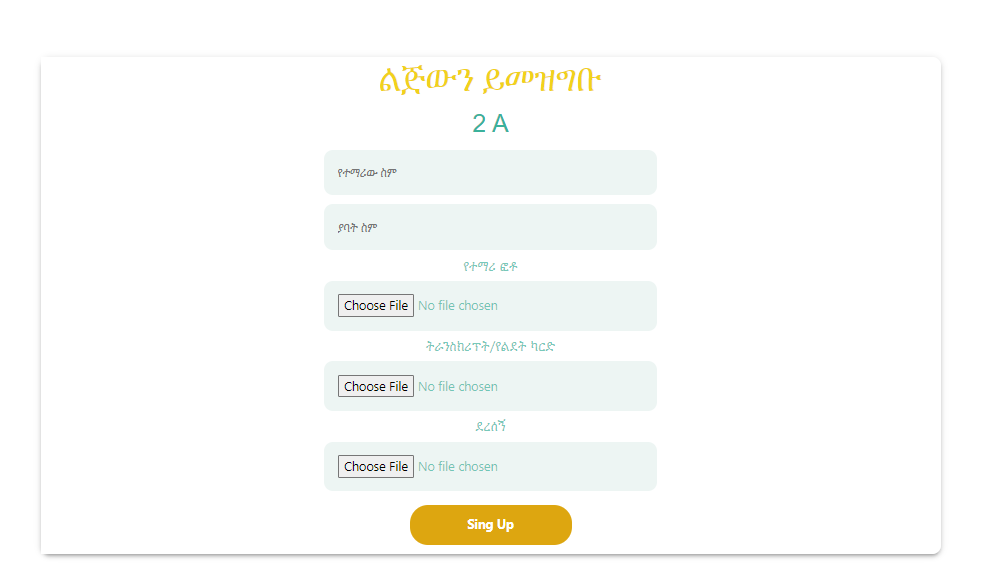 ልጅውን ይመዝግቡ
2 A
የተማሪው ስም
ያባት ስም
የተማሪ ፎቶ
Choose File No file chosen
ትራንስክሪፕት/የልደት ካርድ
Choose File No file chosen
ደረሰኝ
Choose File No file chosen
Sing Up